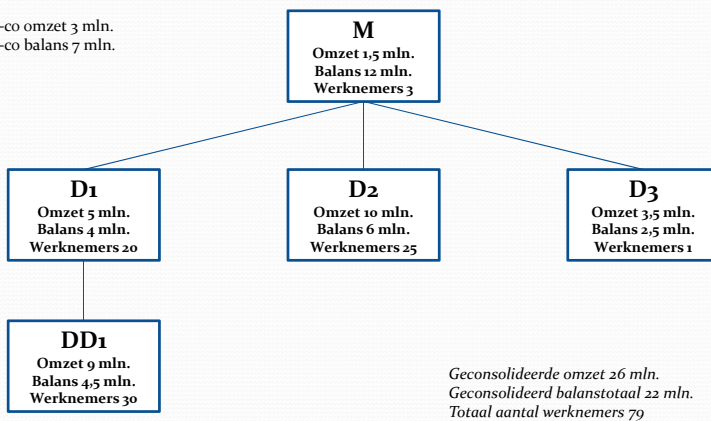 -co omzet 3 mln.
-co balans 7 mln.
M
Omzet 1,5 mln.
Balans 12 mln.
Werknemers 3
D1
Omzet 5 mln.
Balans 4 mln.
Werknemers 20
D2
Omzet 10 mln.
Balans 6 mln.
Werknemers 25
D3
Omzet 3,5 mln.
Balans 2,5 mln.
Werknemers 1
DD1
Omzet 9 mln.
Balans 4,5 mln.
Werknemers 30
Geconsolideerde omzet 26 mln.
Geconsolideerd balanstotaal 22 mln.
Totaal aantal werknemers 79